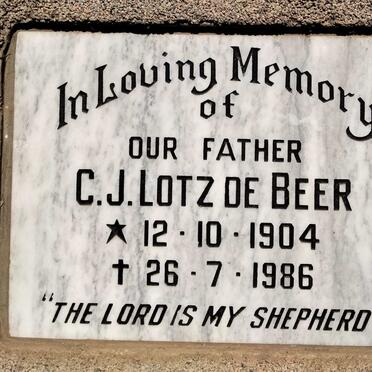 In Loving Memory
of
OUR FATHER
C.J. LOTZ DE BEER
★ 12 · 10 · 1904
✝ 26 · 7 · 1986
"THE LORD IS MY SHEPHERD